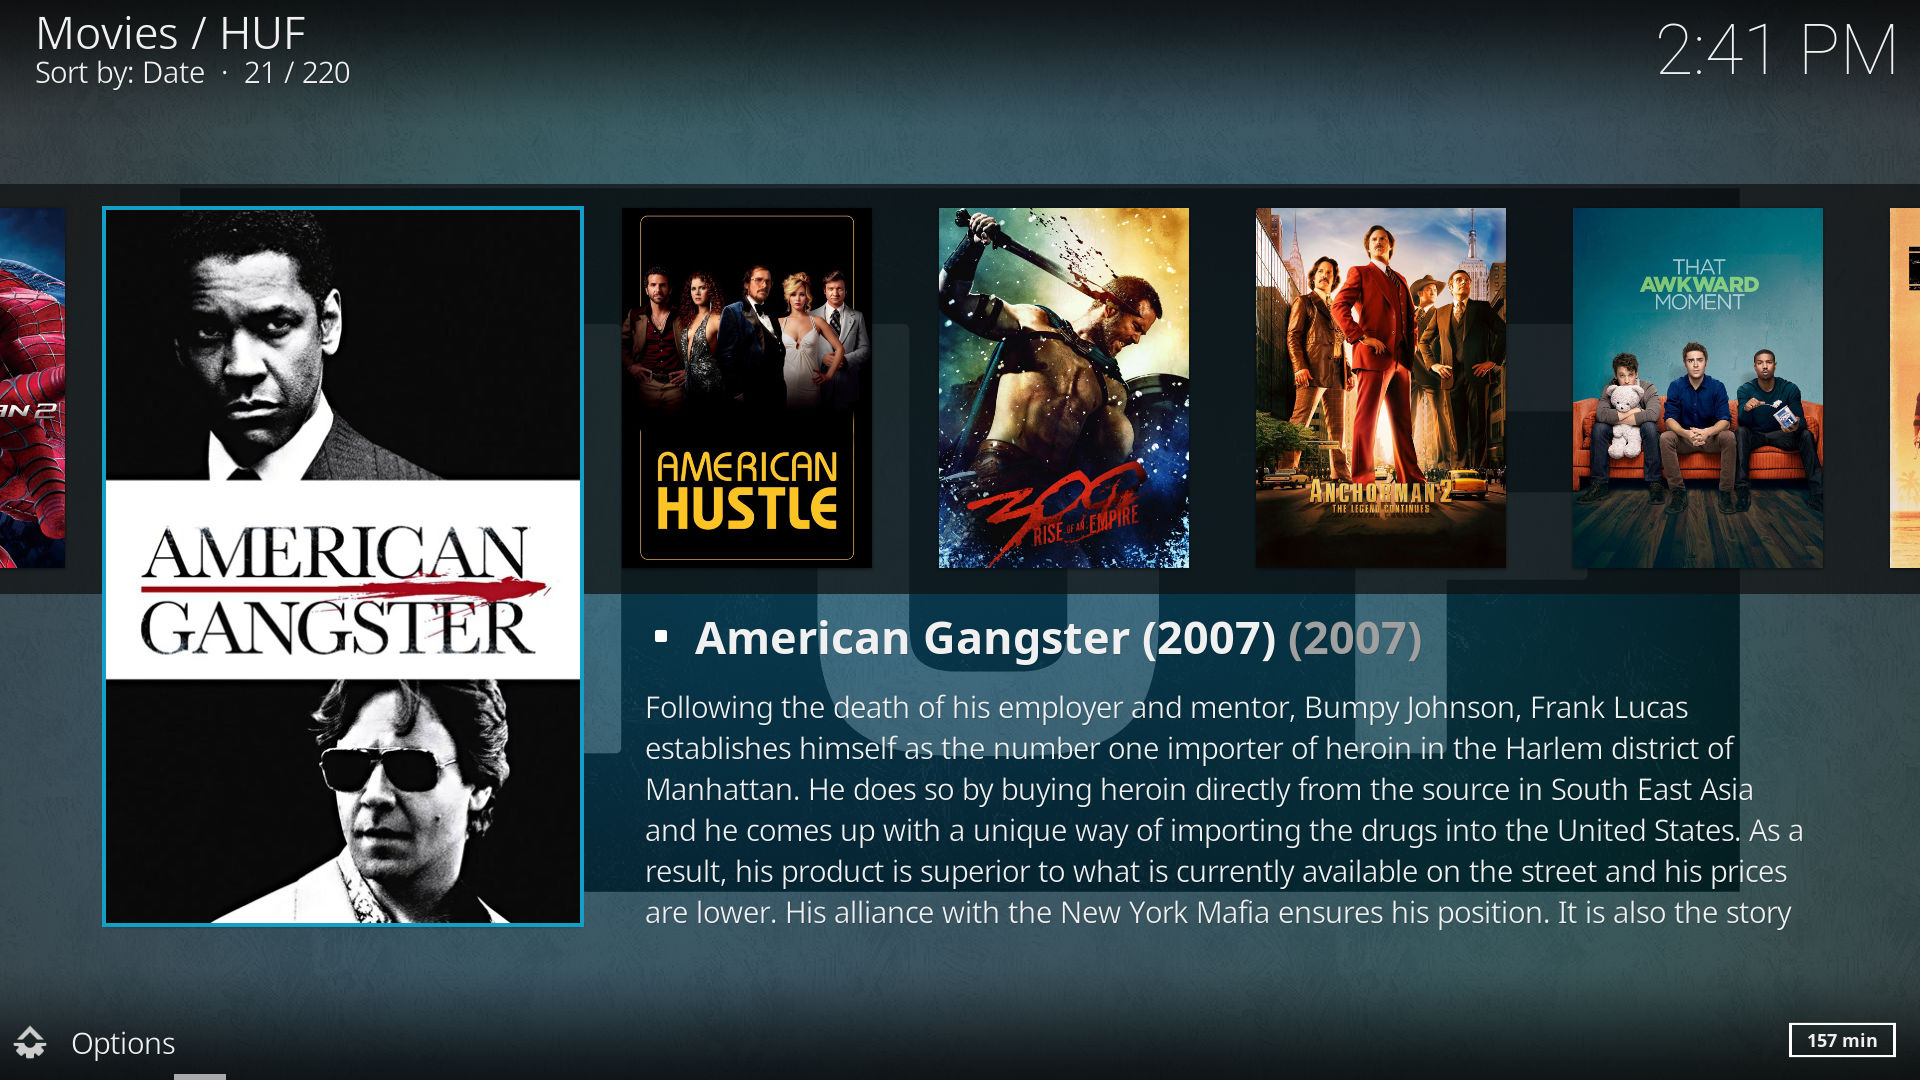 Movies / HUF
Sort by: Date · 21 / 220
2:41 PM
AN 2
AMERICAN
GANGSTER
AMERICAN
HUSTLE
300
RISE OF AN EMPIRE
ANCHORMAN 2
THE LEGEND CONTINUES
THAT
AWKWARD
MOMENT
American Gangster (2007) (2007)
Following the death of his employer and mentor, Bumpy Johnson, Frank Lucas
establishes himself as the number one importer of heroin in the Harlem district of
Manhattan. He does so by buying heroin directly from the source in South East Asia
and he comes up with a unique way of importing the drugs into the United States. As a
result, his product is superior to what is currently available on the street and his prices
are lower. His alliance with the New York Mafia ensures his position. It is also the story
Options
157 min